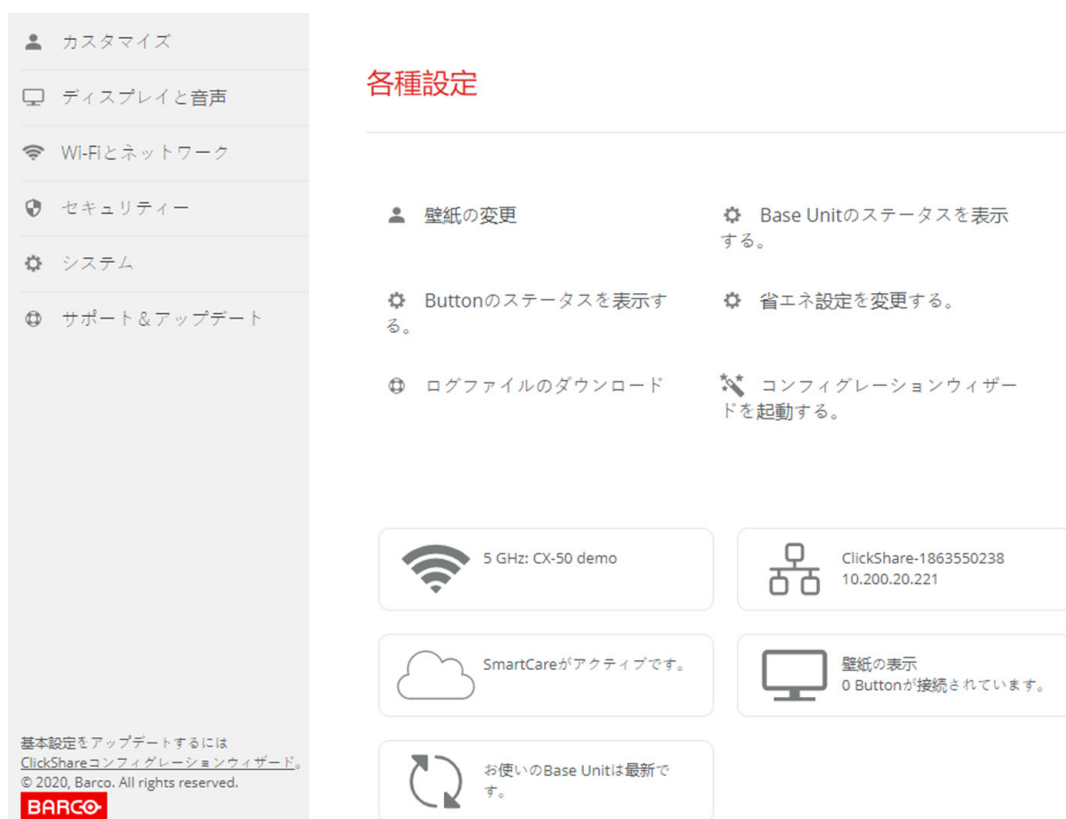 カスタマイズ
ディスプレイと音声
Wi-Fiとネットワーク
セキュリティー
システム
サポート＆アップデート
基本設定をアップデートするには
ClickShareコンフィグレーションウィザード。
© 2020, Barco. All rights reserved.
BARCO
各種設定
壁紙の変更
Base Unitのステータスを表示
する。
Buttonのステータスを表示す
る。
省エネ設定を変更する。
ログファイルのダウンロード
コンフィグレーションウィザー
ドを起動する。
5 GHz: CX-50 demo
ClickShare-1863550238
10.200.20.221
SmartCareがアクティブです。
壁紙の表示
0 Buttonが接続されています。
お使いのBase Unitは最新で
す。